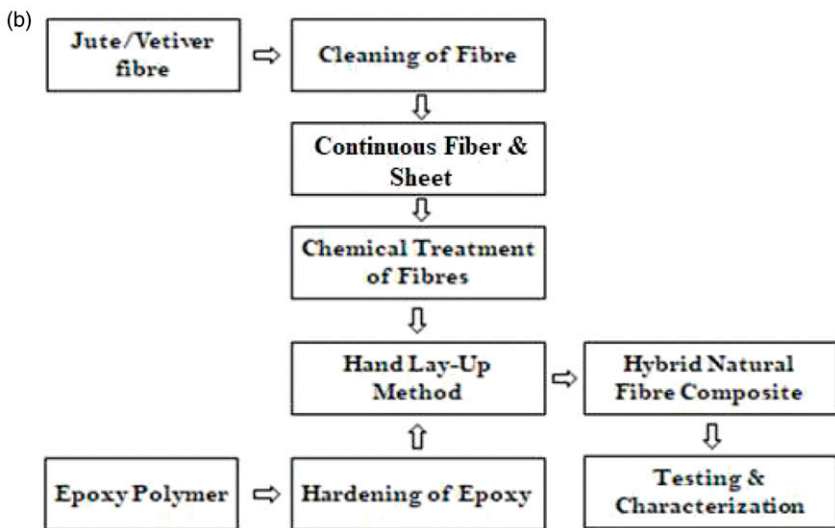 (b)
Jute/Vetiver
fibre
Cleaning of Fibre
Continuous Fiber &
Sheet
Chemical Treatment
of Fibres
Hand Lay-Up
Method
Hybrid Natural
Fibre Composite
Epoxy Polymer
Hardening of Epoxy
Testing &
Characterization